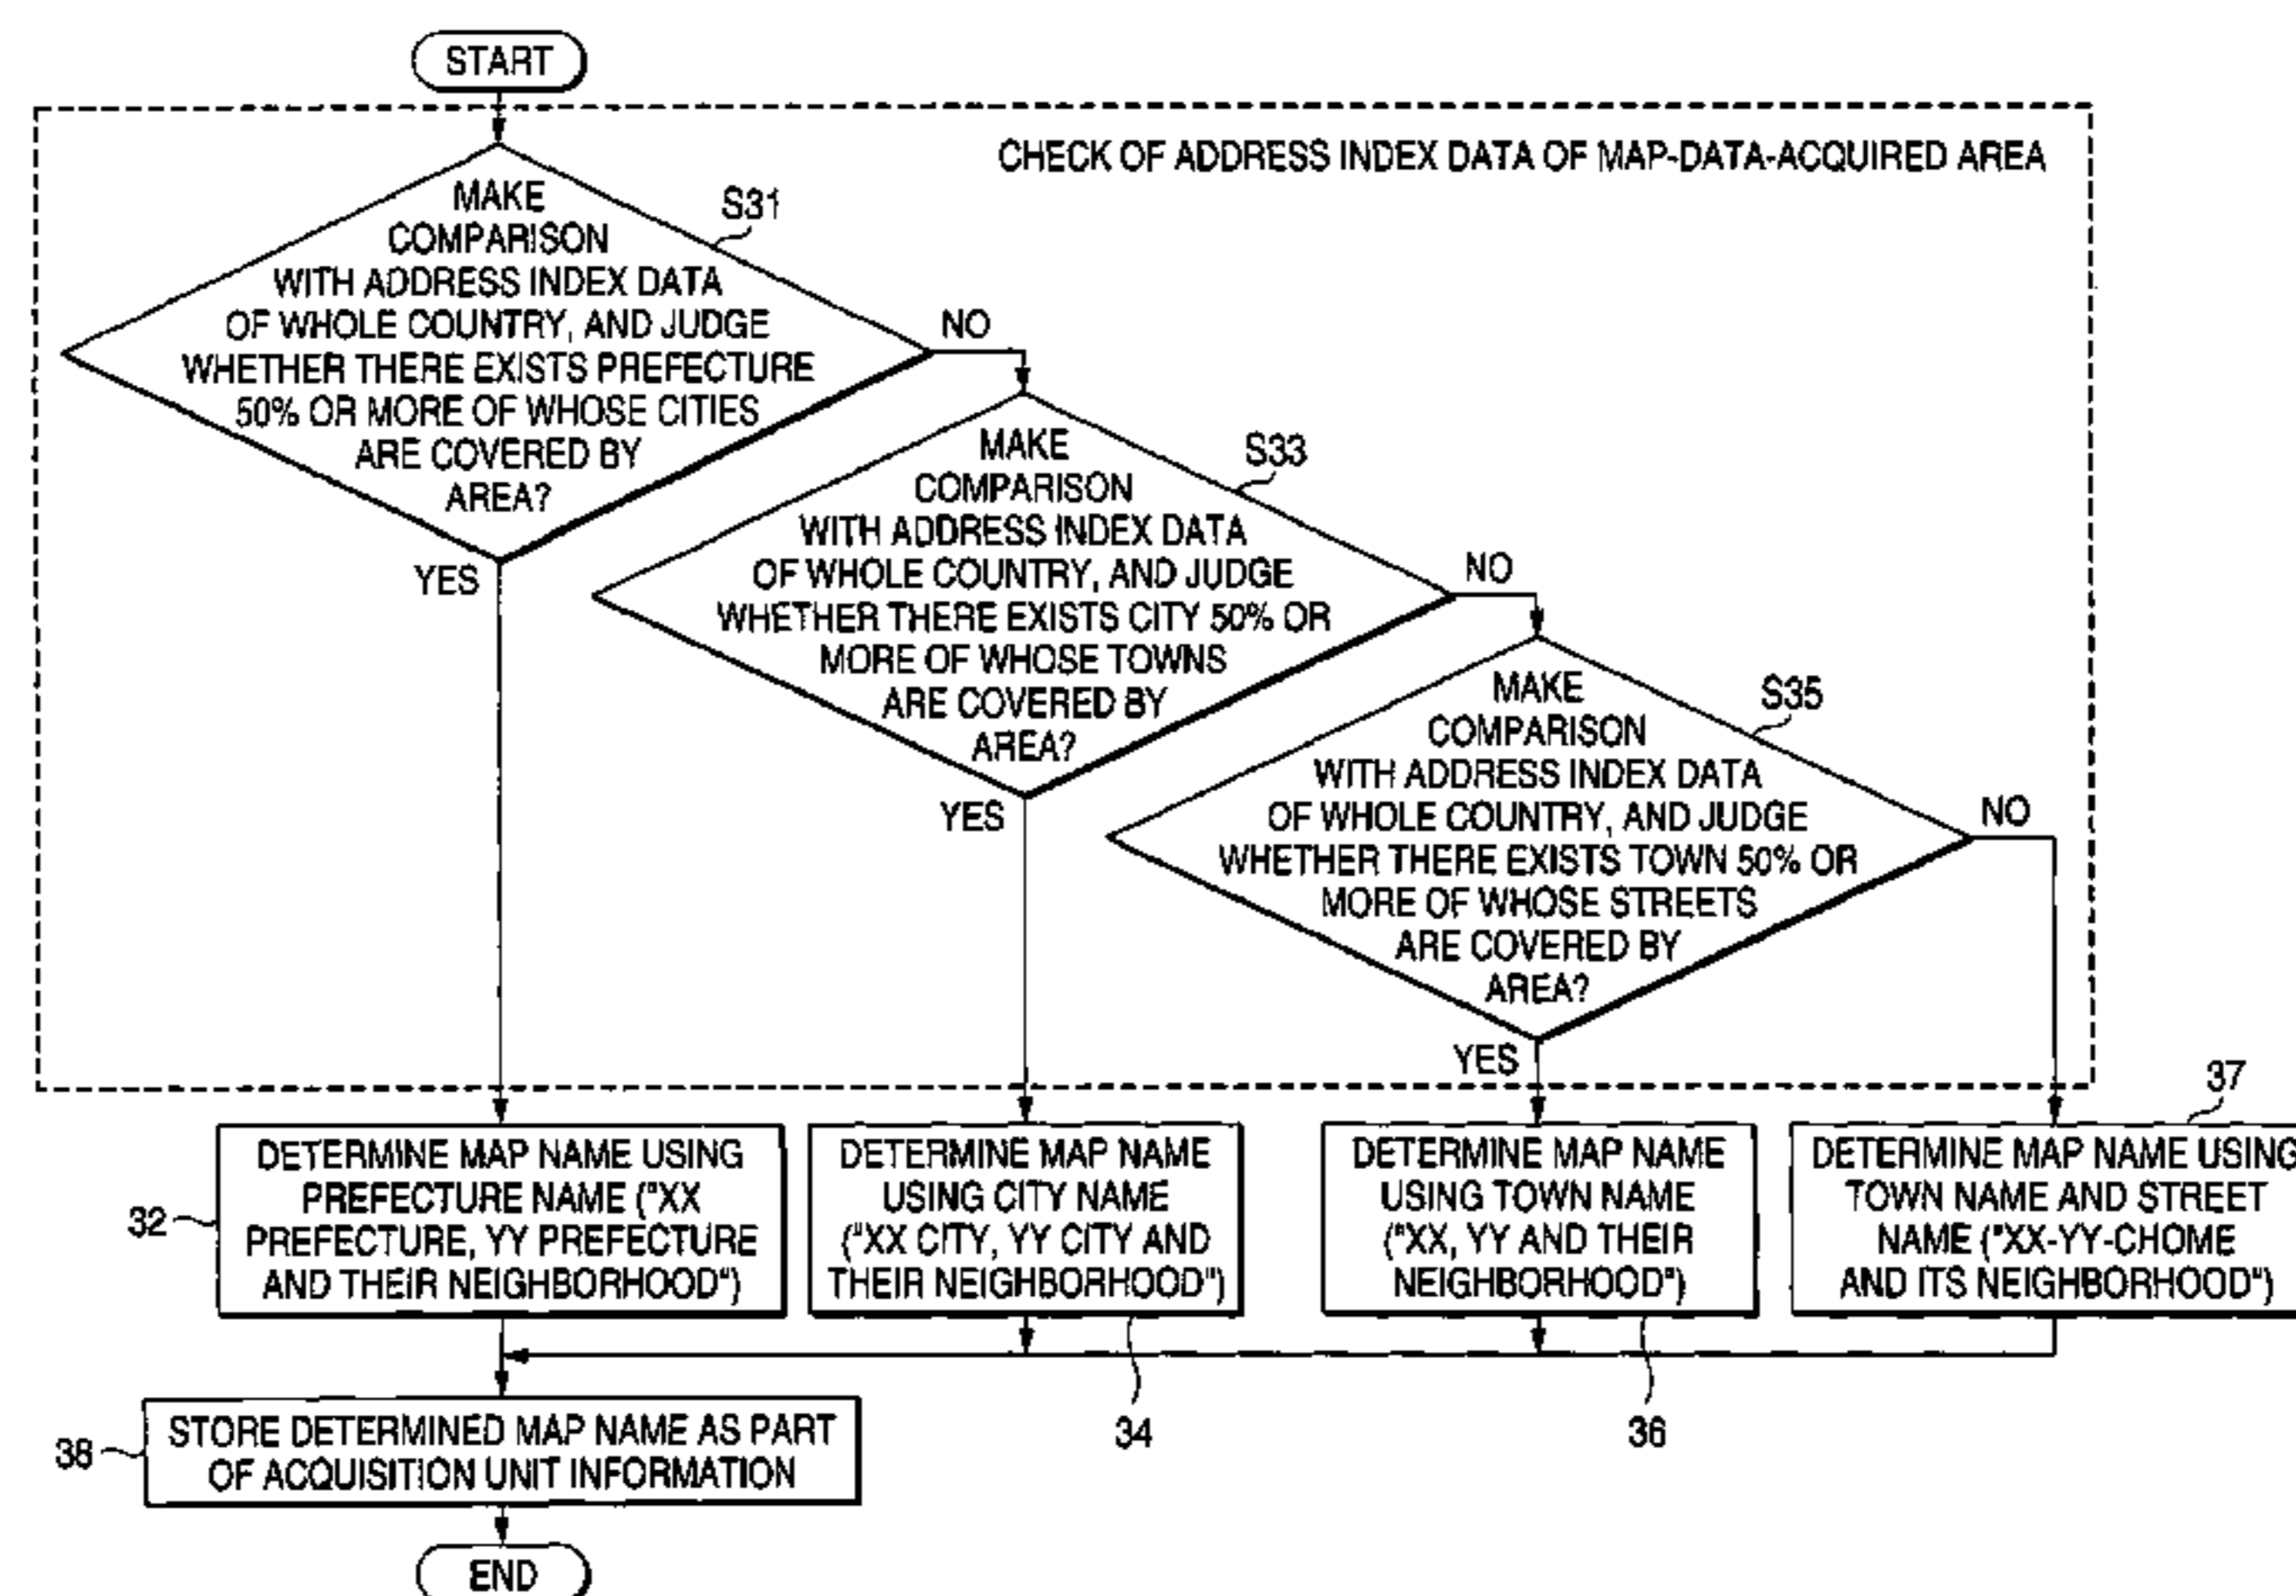 START
CHECK OF ADDRESS INDEX DATA OF MAP-DATA-ACQUIRED AREA
S31
MAKE
COMPARISON
WITH ADDRESS INDEX DATA
OF WHOLE COUNTRY, AND JUDGE
WHETHER THERE EXISTS PREFECTURE
50% OR MORE OF WHOSE CITIES
ARE COVERED BY
AREA?
NO
YES
S33
MAKE
COMPARISON
WITH ADDRESS INDEX DATA
OF WHOLE COUNTRY, AND JUDGE
WHETHER THERE EXISTS CITY 50% OR
MORE OF WHOSE TOWNS
ARE COVERED BY
AREA?
NO
YES
S35
MAKE
COMPARISON
WITH ADDRESS INDEX DATA
OF WHOLE COUNTRY, AND JUDGE
WHETHER THERE EXISTS TOWN 50% OR
MORE OF WHOSE STREETS
ARE COVERED BY
AREA?
NO
YES
32
DETERMINE MAP NAME USING
PREFECTURE NAME ("XX
PREFECTURE, YY PREFECTURE
AND THEIR NEIGHBORHOOD")
DETERMINE MAP NAME
USING CITY NAME
("XX CITY, YY CITY AND
THEIR NEIGHBORHOOD")
34
DETERMINE MAP NAME
USING TOWN NAME
("XX, YY AND THEIR
NEIGHBORHOOD")
36
37
DETERMINE MAP NAME USING
TOWN NAME AND STREET
NAME ("XX-YY-CHOME
AND ITS NEIGHBORHOOD")
38
STORE DETERMINED MAP NAME AS PART
OF ACQUISITION UNIT INFORMATION
END